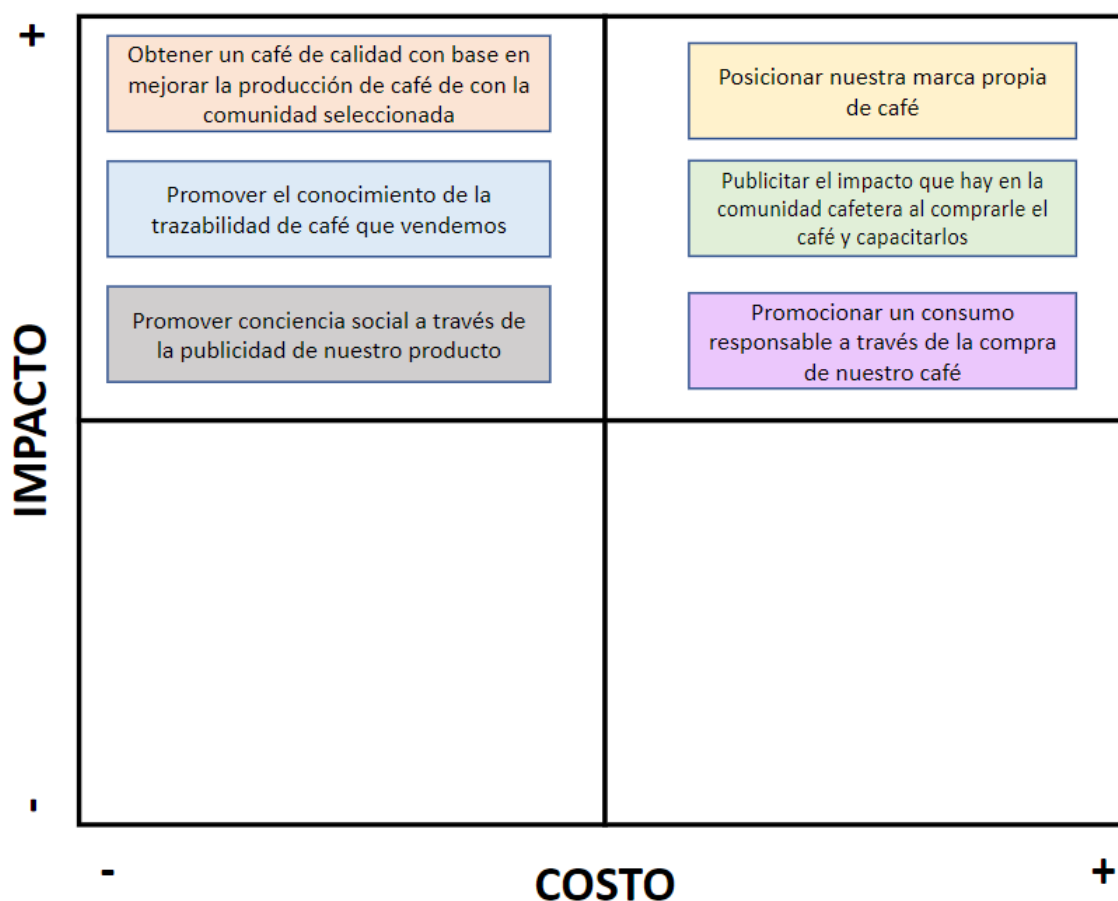 +
Obtener un café de calidad con base en
mejorar la producción de café de con la
comunidad seleccionada
Posicionar nuestra marca propia
de café
Promover el conocimiento de la
trazabilidad de café que vendemos
Publicitar el impacto que hay en la
comunidad cafetera al comprarle el
café y capacitarlos
Promover conciencia social a través de
la publicidad de nuestro producto
Promocionar un consumo
responsable a través de la compra
de nuestro café
IMPACTO
-
-
COSTO
+